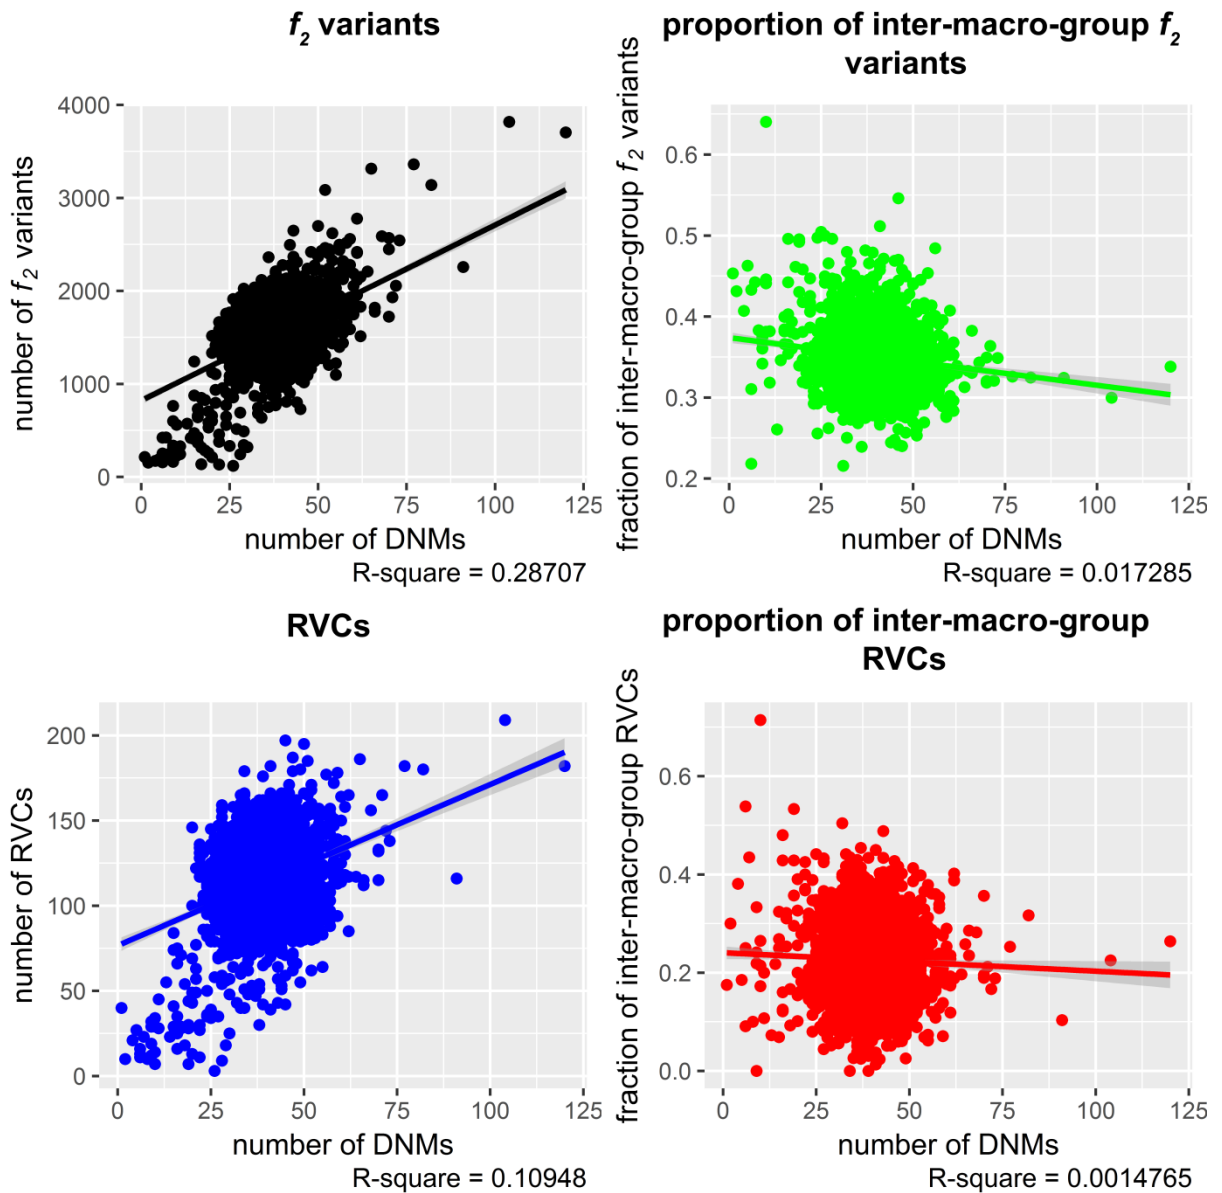 f2 variants
number of f2 variants
4000
3000
2000
1000
0
0 25 50 75 100 125
number of DNMs
R-square = 0.28707
proportion of inter-macro-group f2
variants
fraction of inter-macro-group f2 variants
0.6
0.5
0.4
0.3
0.2
0 25 50 75 100 125
number of DNMs
R-square = 0.017285
RVCs
number of RVCs
200
150
100
50
0
0 25 50 75 100 125
number of DNMs
R-square = 0.10948
proportion of inter-macro-group
RVCs
fraction of inter-macro-group RVCs
0.6
0.4
0.2
0.0
0 25 50 75 100 125
number of DNMs
R-square = 0.0014765